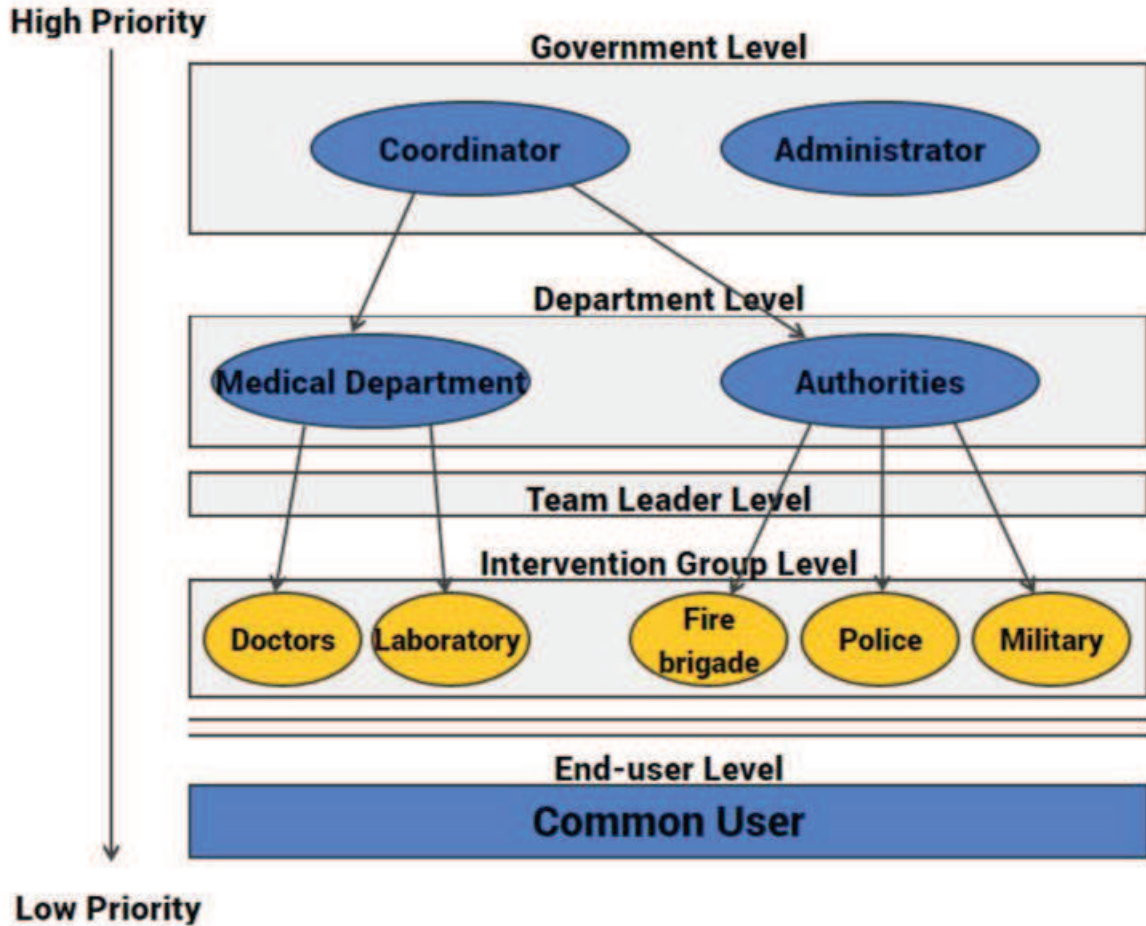 High Priority
Government Level
Coordinator
Administrator
Department Level
Medical Department
Authorities
Team Leader Level
Intervention Group Level
Doctors
Laboratory
Fire
brigade
Police
Military
End-user Level
Common User
Low Priority